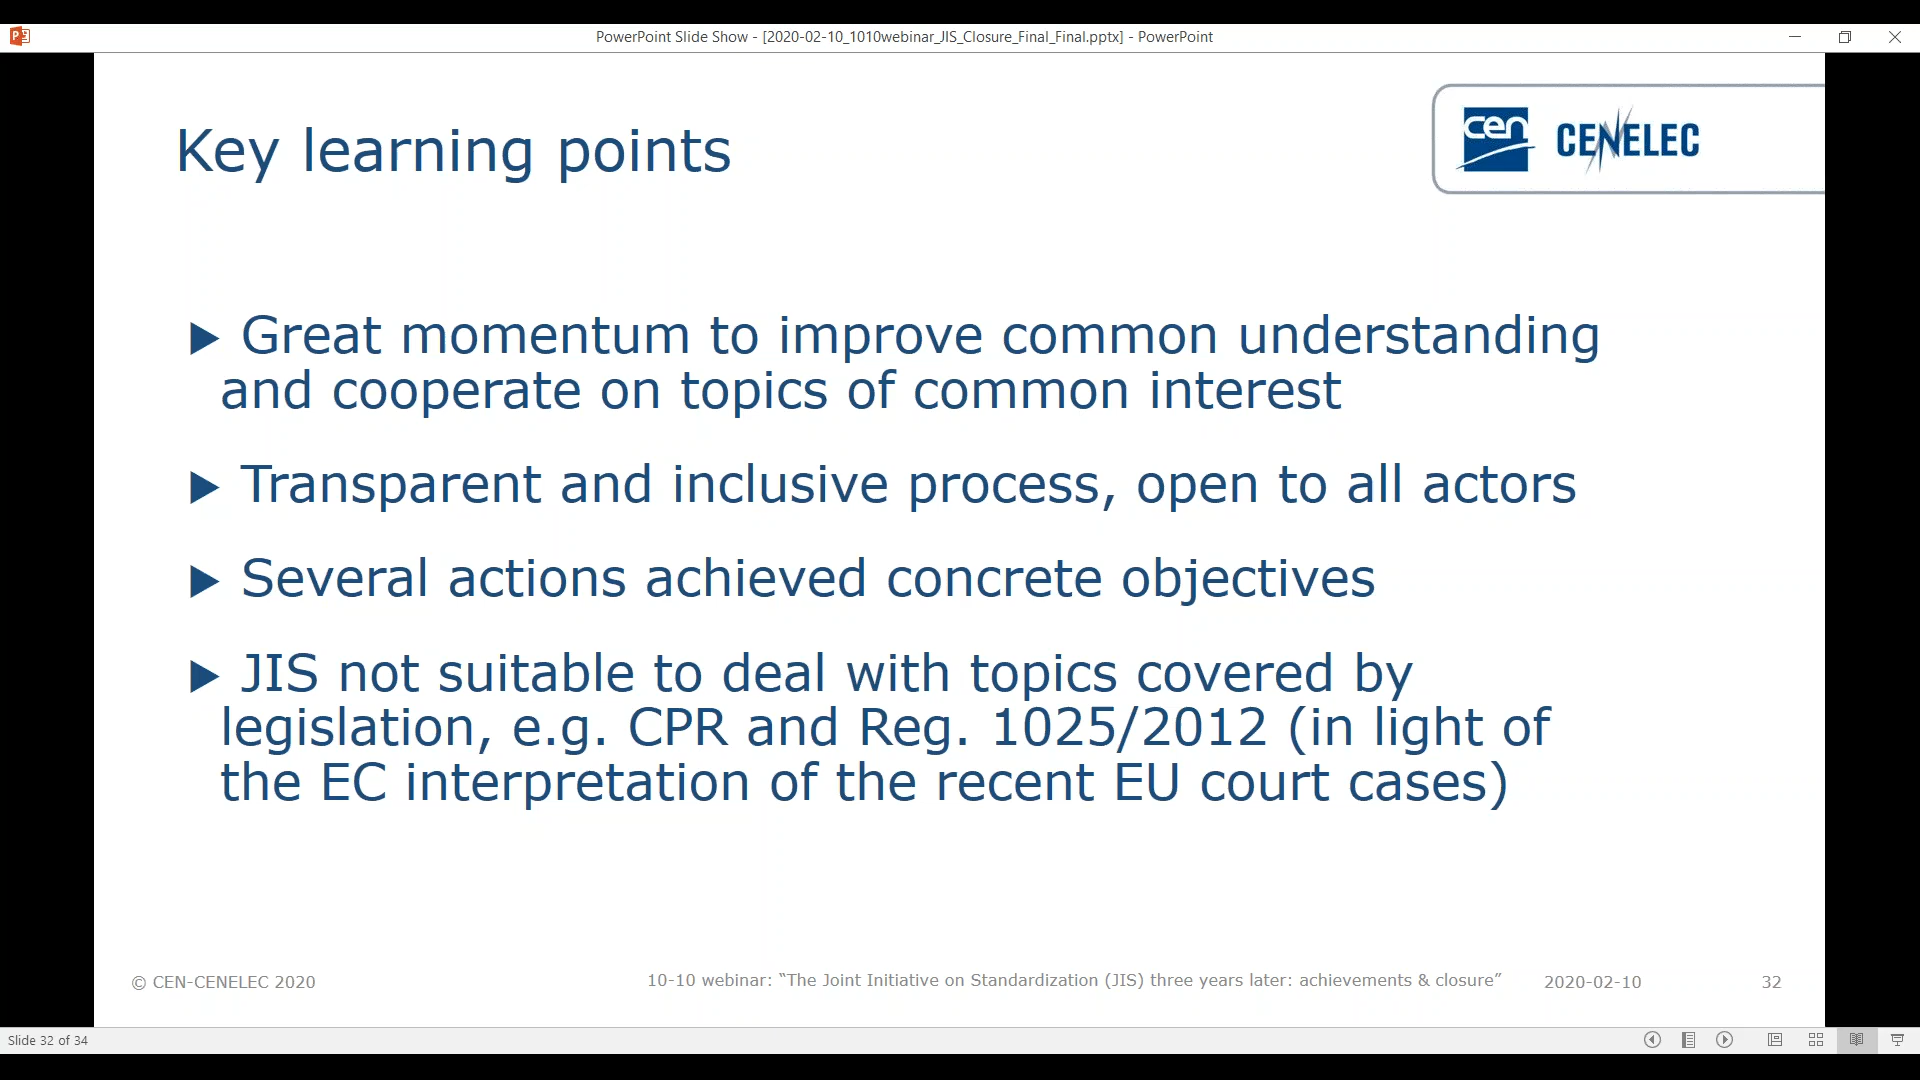 PowerPoint Slide Show - [2020-02-10_1010webinar_JIS_Closure_Final_Final.pptx] - PowerPoint
cen CENELEC
Key learning points
▶ Great momentum to improve common understanding
and cooperate on topics of common interest
▶ Transparent and inclusive process, open to all actors
▶ Several actions achieved concrete objectives
▶ JIS not suitable to deal with topics covered by
legislation, e.g. CPR and Reg. 1025/2012 (in light of
the EC interpretation of the recent EU court cases)
© CEN-CENELEC 2020
10-10 webinar: “The Joint Initiative on Standardization (JIS) three years later: achievements & closure”
2020-02-10
32
Slide 32 of 34